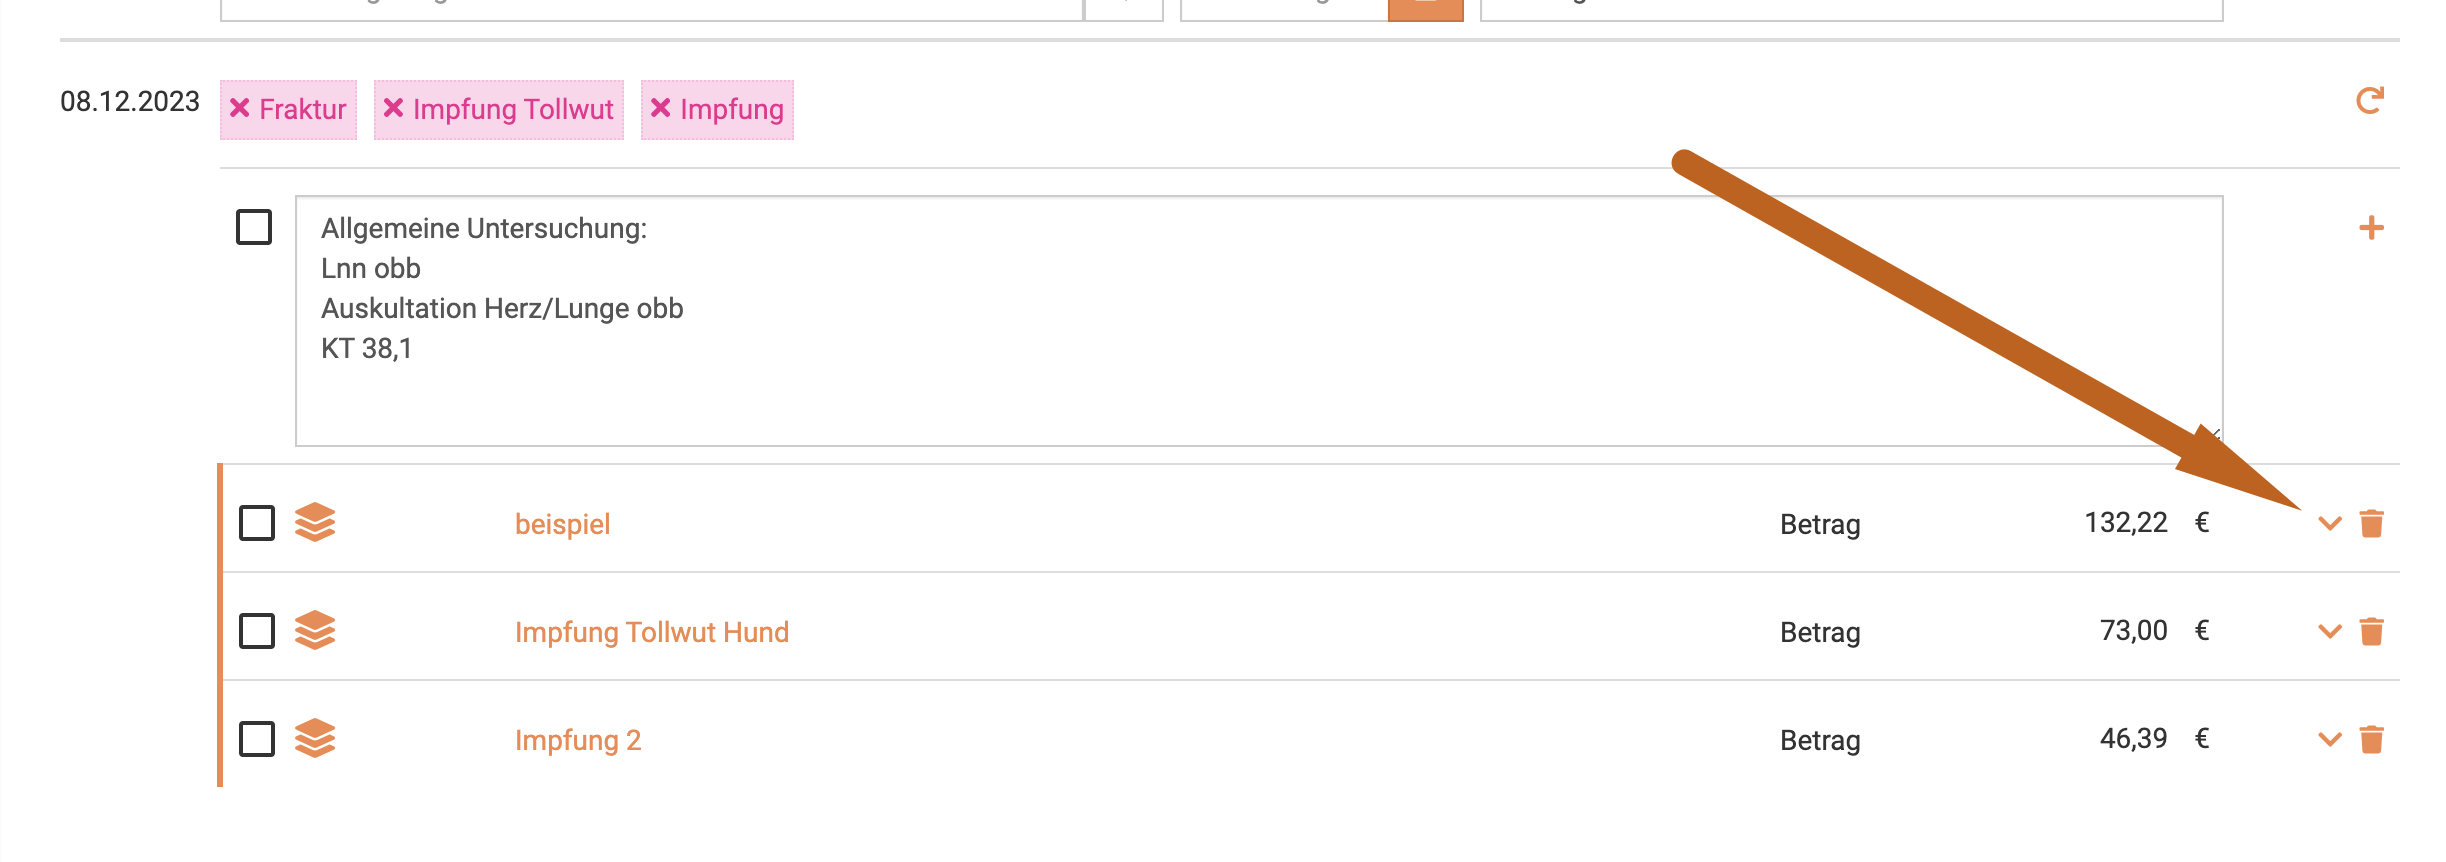 08.12.2023 Fraktur Impfung Tollwut Impfung
Allgemeine Untersuchung:
Lnn obb
Auskultation Herz/Lunge obb
KT 38,1
beispiel Betrag 132,22 €
Impfung Tollwut Hund Betrag 73,00 €
Impfung 2 Betrag 46,39 €